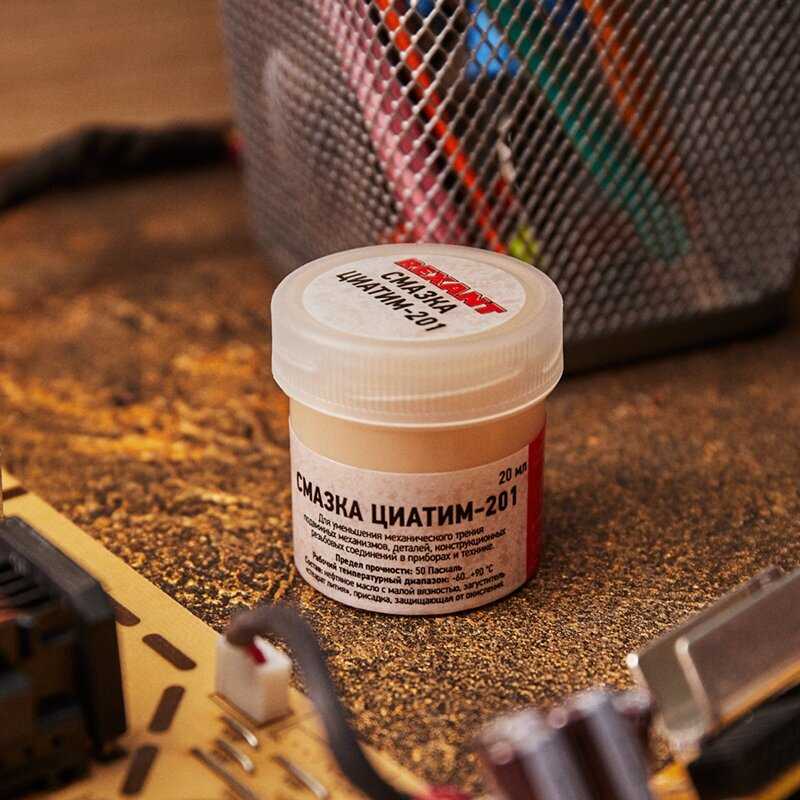 REXANT
СМАЗКА
ЦИАТИМ-201
20 мл
СМАЗКА ЦИАТИМ-201
Для уменьшения механического трения
подвижных механизмов, деталей, конструкционных
резьбовых соединений в приборах и технике.
Предел прочности: 50 Паскаль
Рабочий температурный диапазон: -60...+90 °C
Состав: нефтяное масло с малой вязкостью, загуститель
«стеарат лития», присадка, защищающая от окисления.